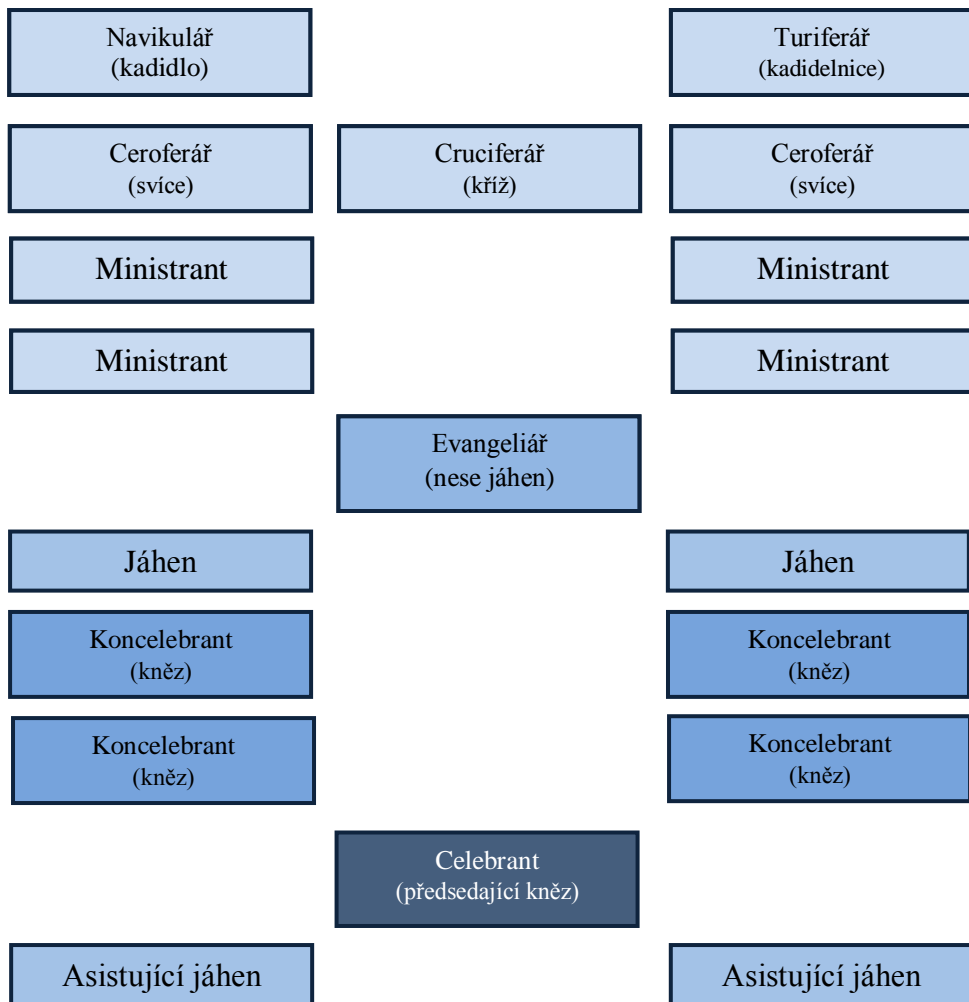 Navikulář
(kadidlo)
Turiferář
(kadidelnice)
Ceroferář
(svíce)
Cruciferář
(kříž)
Ceroferář
(svíce)
Ministrant
Ministrant
Ministrant
Ministrant
Evangeliář
(nese jáhen)
Jáhen
Jáhen
Koncelebrant
(kněz)
Koncelebrant
(kněz)
Koncelebrant
(kněz)
Koncelebrant
(kněz)
Celebrant
(předsedající kněz)
Asistující jáhen
Asistující jáhen